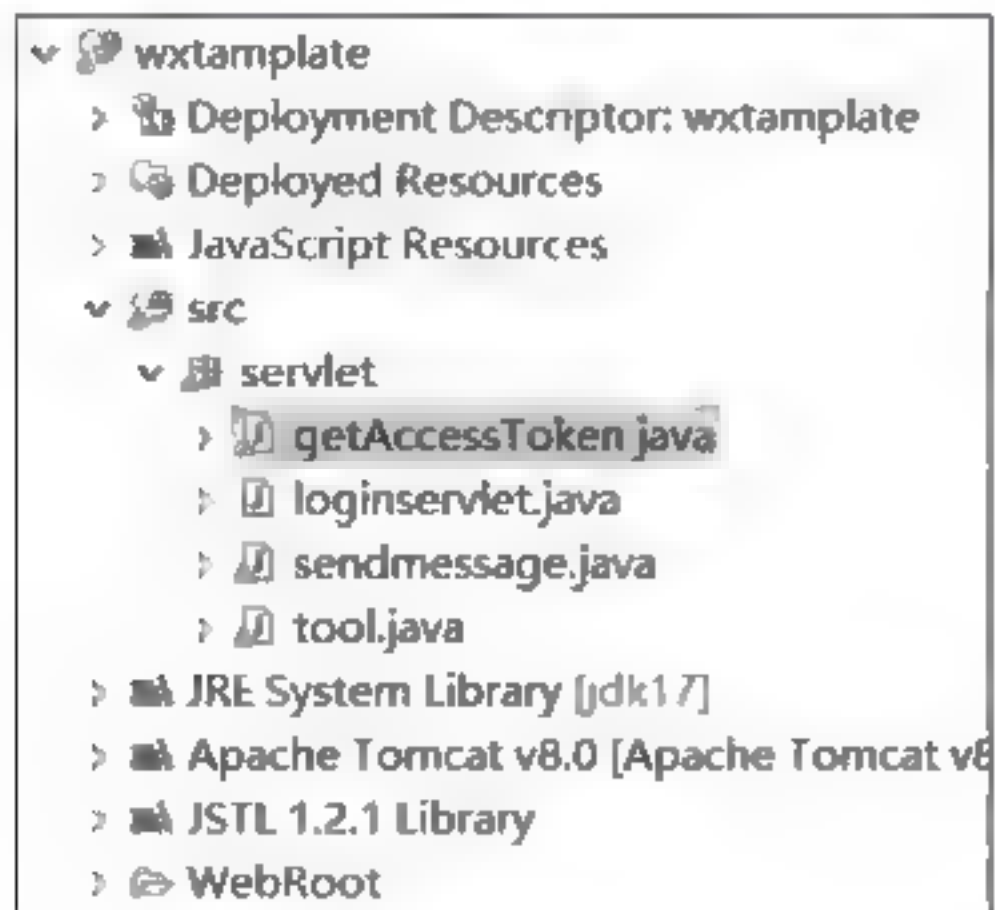 wxtamplate
Deployment Descriptor: wxtamplate
Deployed Resources
JavaScript Resources
src
servlet
getAccessToken java
loginservlet.java
sendmessage.java
tool.java
JRE System Library [jdk17]
Apache Tomcat v8.0 [Apache Tomcat v8
JSTL 1.2.1 Library
WebRoot